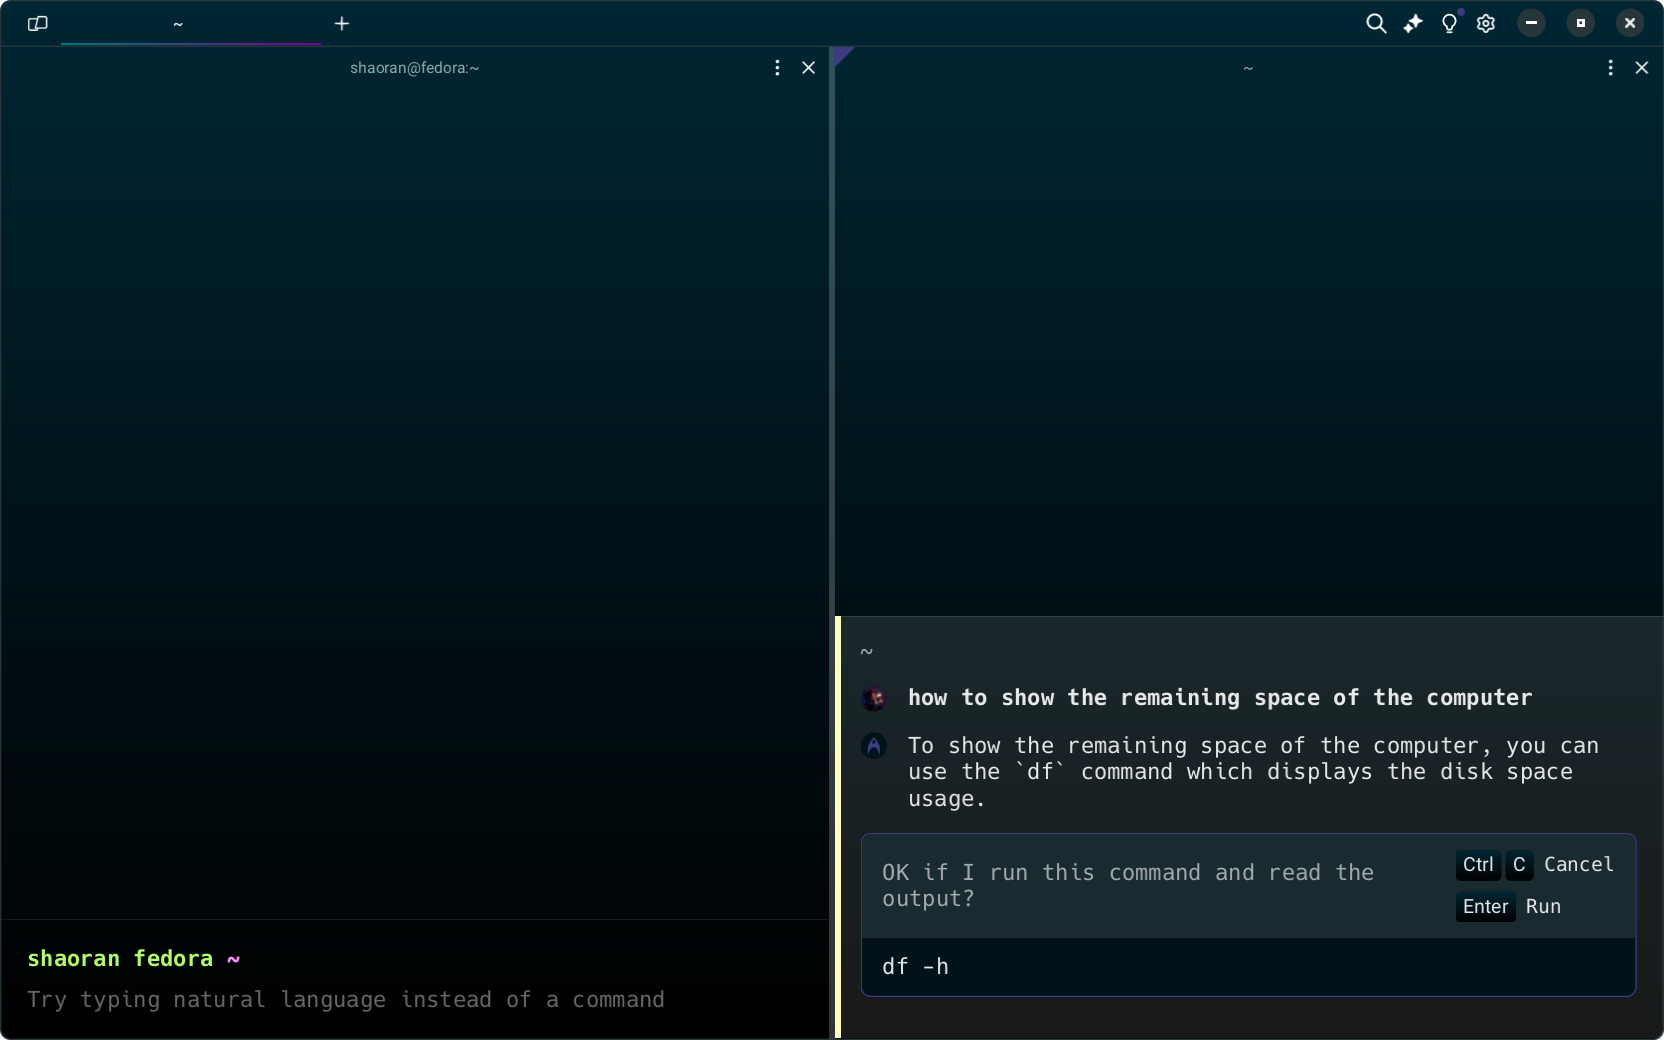 ~
shaoran@fedora:~
~
~
how to show the remaining space of the computer
To show the remaining space of the computer, you can
use the `df` command which displays the disk space
usage.
OK if I run this command and read the
output?
Ctrl C Cancel
Enter Run
df -h
shaoran fedora ~
Try typing natural language instead of a command